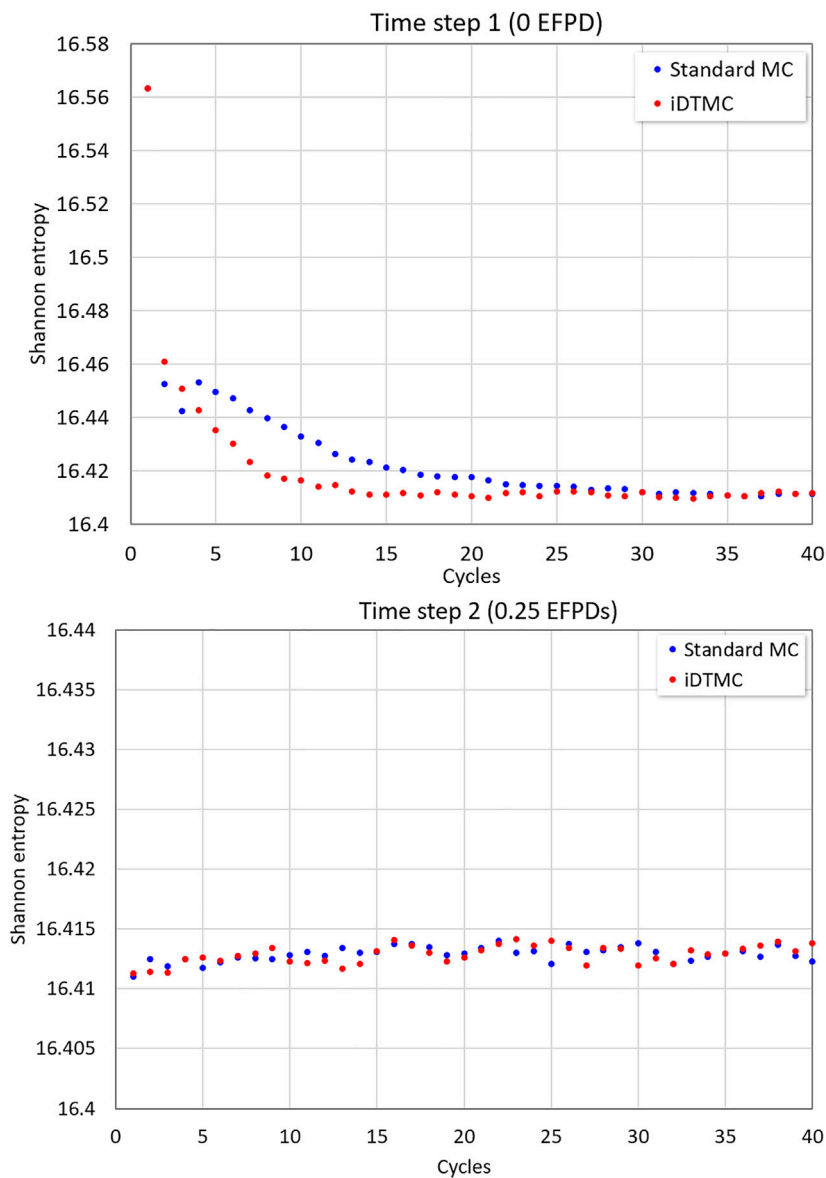 Time step 1 (0 EFPD)
16.58
16.56
16.54
16.52
16.5
16.48
16.46
16.44
16.42
16.4
Shannon entropy
Standard MC
iDTMC
0 5 10 15 20 25 30 35 40
Cycles
Time step 2 (0.25 EFPDs)
16.44
16.435
16.43
16.425
16.42
16.415
16.41
16.405
16.4
Shannon entropy
Standard MC
iDTMC
0 5 10 15 20 25 30 35 40
Cycles